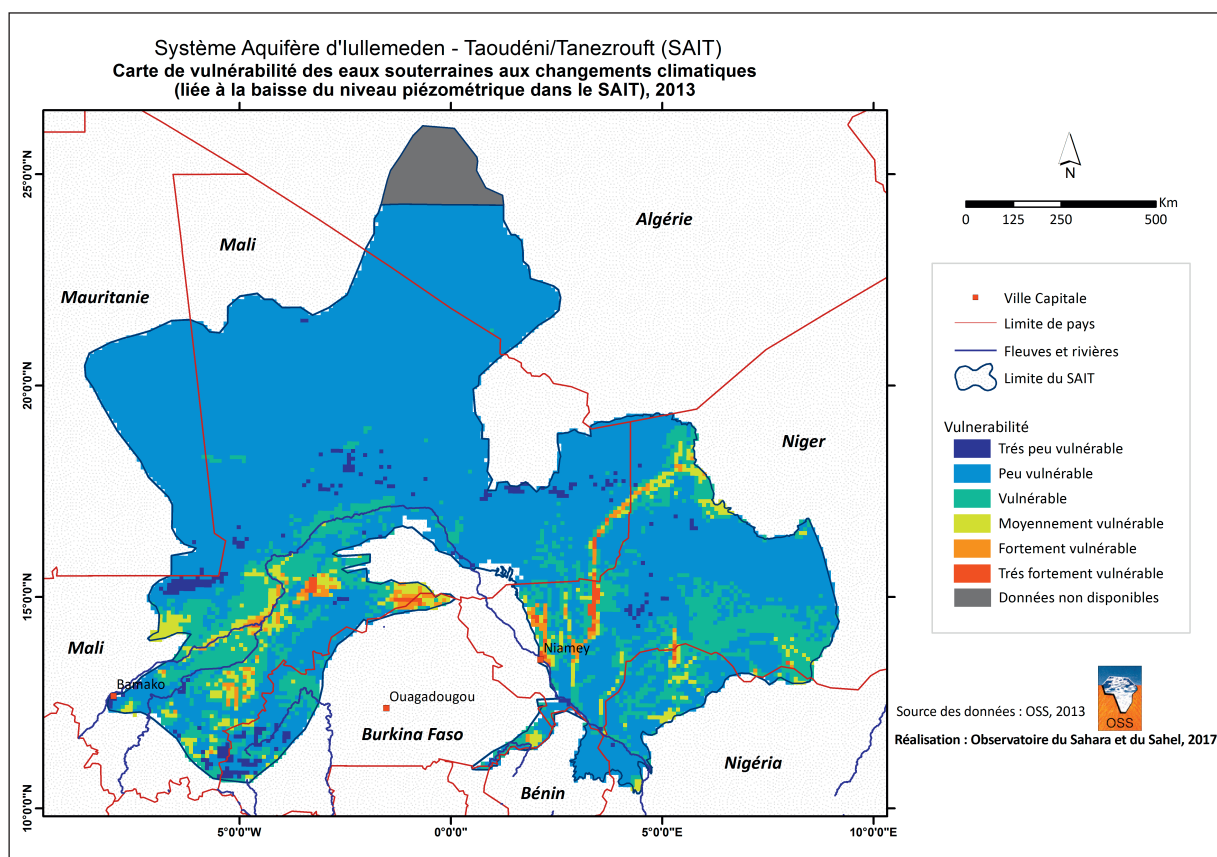 Système Aquifère d'Iullemeden - Taoudéni/Tanezrouft (SAIT)
Carte de vulnérabilité des eaux souterraines aux changements climatiques
(liée à la baisse du niveau piézométrique dans le SAIT), 2013
25°0'0"N
20°0'0"N
15°0'0"N
10°0'0"N
5°0'0"W
0°0'0"
5°0'0"E
10°0'0"E
Algérie
Mali
Mauritanie
Niger
Mali
Niamey
Bamako
Ouagadougou
Burkina Faso
Nigéria
Bénin
N
Km
0 125 250 500
Ville Capitale
Limite de pays
Fleuves et rivières
Limite du SAIT
Vulnerabilité
Trés peu vulnérable
Peu vulnérable
Vulnérable
Moyennement vulnérable
Fortement vulnérable
Trés fortement vulnérable
Données non disponibles
Source des données : OSS, 2013
OSS
Réalisation : Observatoire du Sahara et du Sahel, 2017